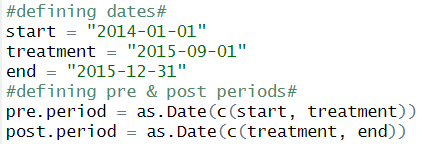 #defining dates#
start = "2014-01-01"
treatment = "2015-09-01"
end = "2015-12-31"
#defining pre & post periods#
pre.period = as.Date(c(start, treatment))
post.period = as.Date(c(treatment, end))